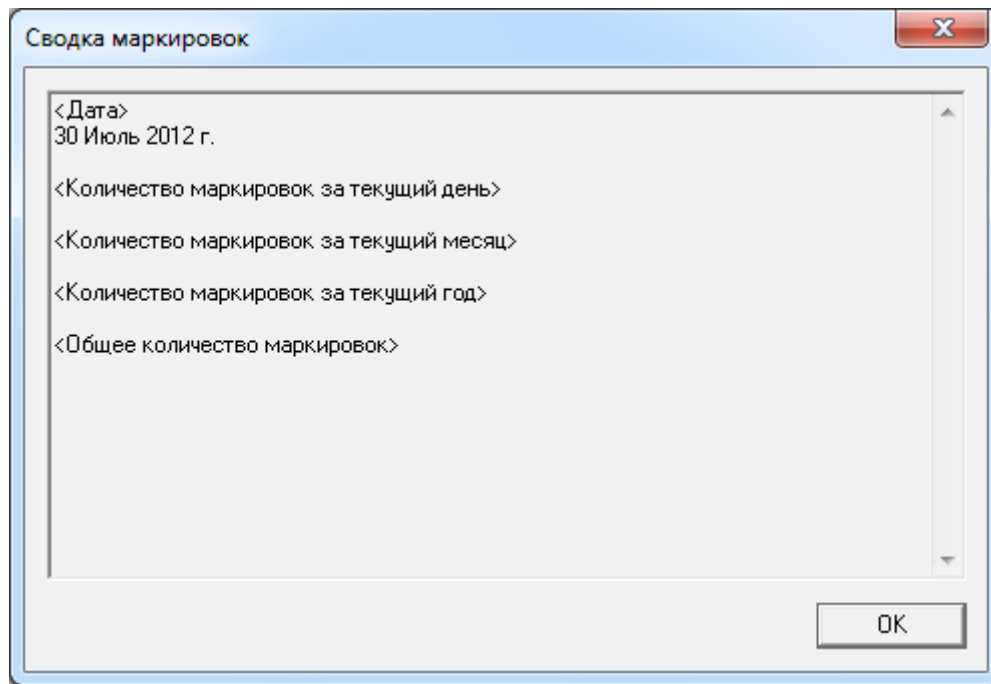 Сводка маркировок
<Дата>
30 Июль 2012 г.
<Количество маркировок за текущий день>
<Количество маркировок за текущий месяц>
<Количество маркировок за текущий год>
<Общее количество маркировок>
OK